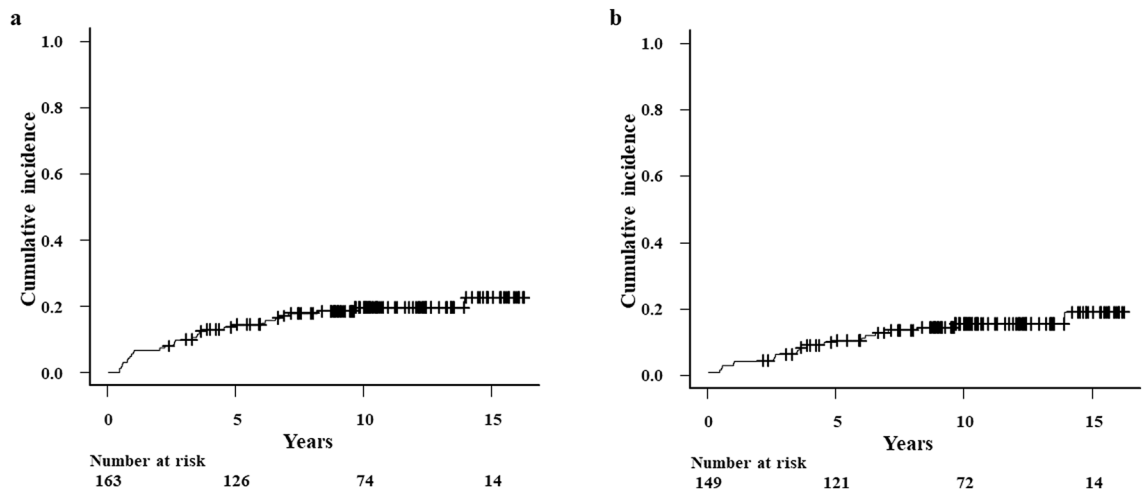 a
Cumulative incidence
1.0
0.8
0.6
0.4
0.2
0.0
0 5 10 15
Years
Number at risk
163 126 74 14
b
Cumulative incidence
1.0
0.8
0.6
0.4
0.2
0.0
0 5 10 15
Years
Number at risk
149 121 72 14